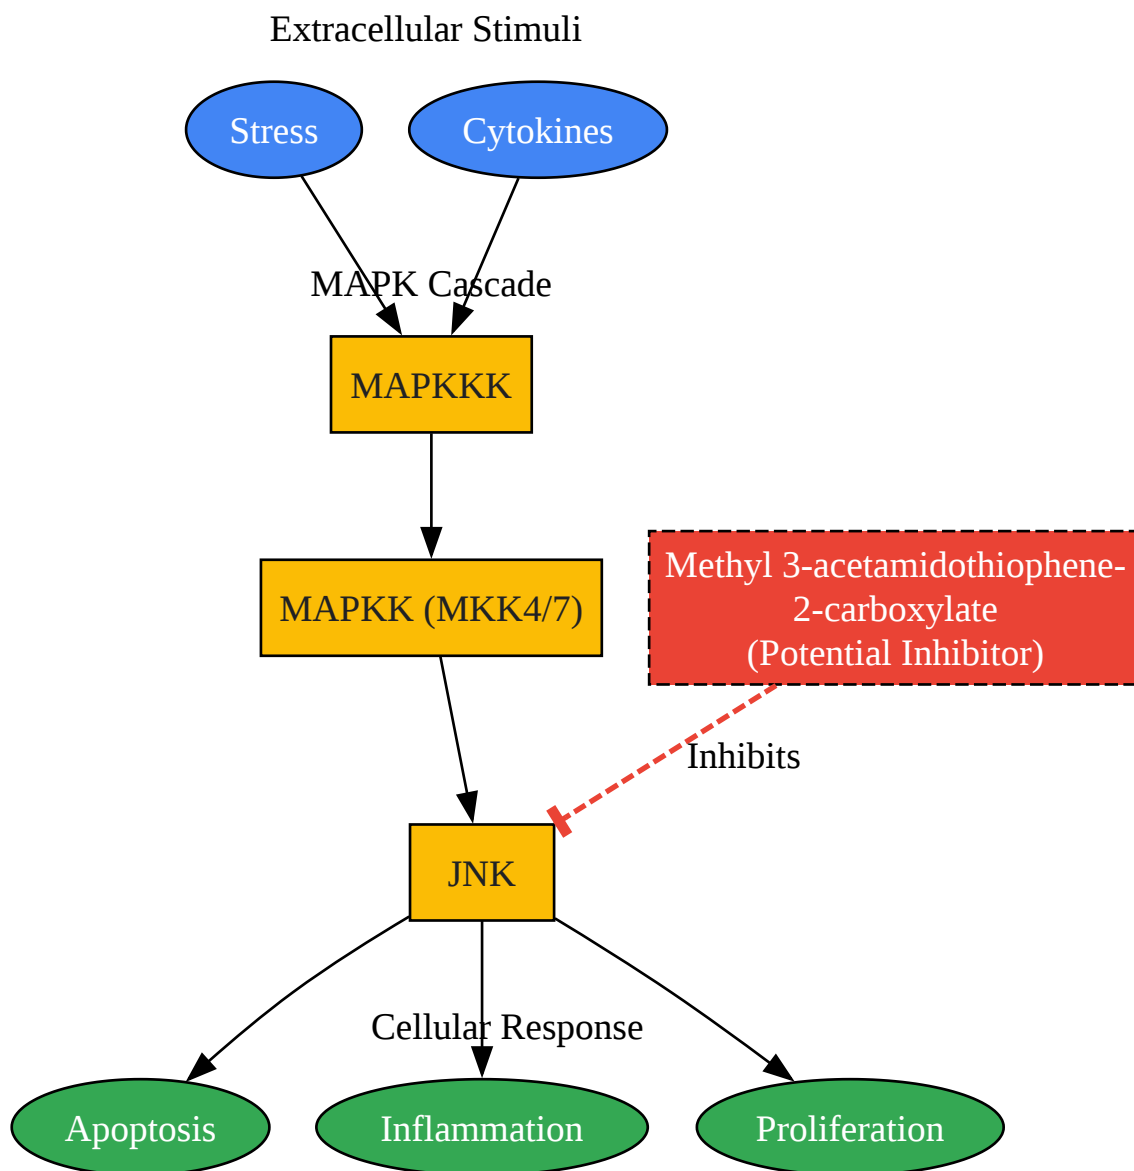 Extracellular Stimuli
Stress
Cytokines
MAPK Cascade
MAPKKK
Methyl 3-acetamidothiophene-
2-carboxylate
(Potential Inhibitor)
MAPKK (MKK4/7)
Inhibits
JNK
Cellular Response
Apoptosis
Inflammation
Proliferation